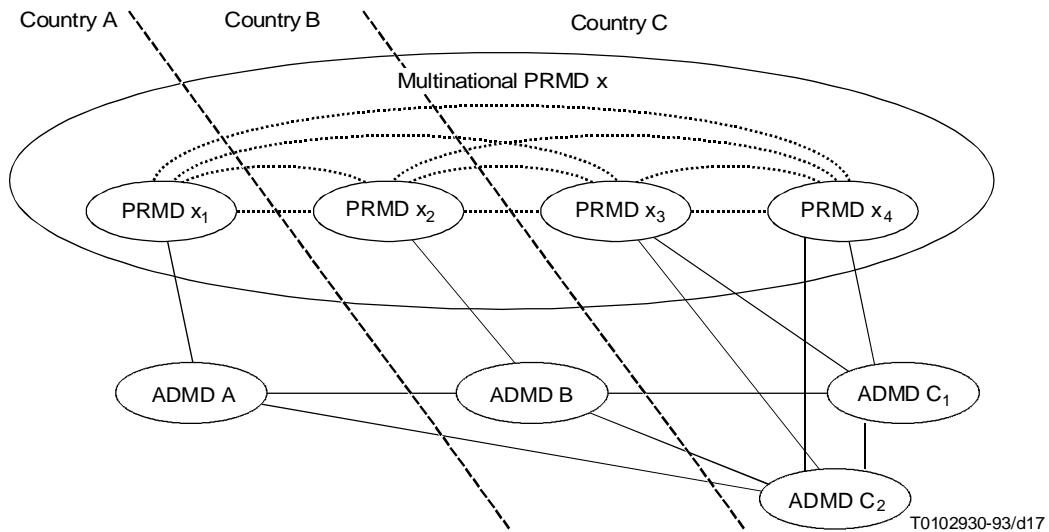 Country A
Country B
Country C
Multinational PRMD x
PRMD x1
PRMD x2
PRMD x3
PRMD x4
ADMD A
ADMD B
ADMD C1
ADMD C2
T0102930-93/d17